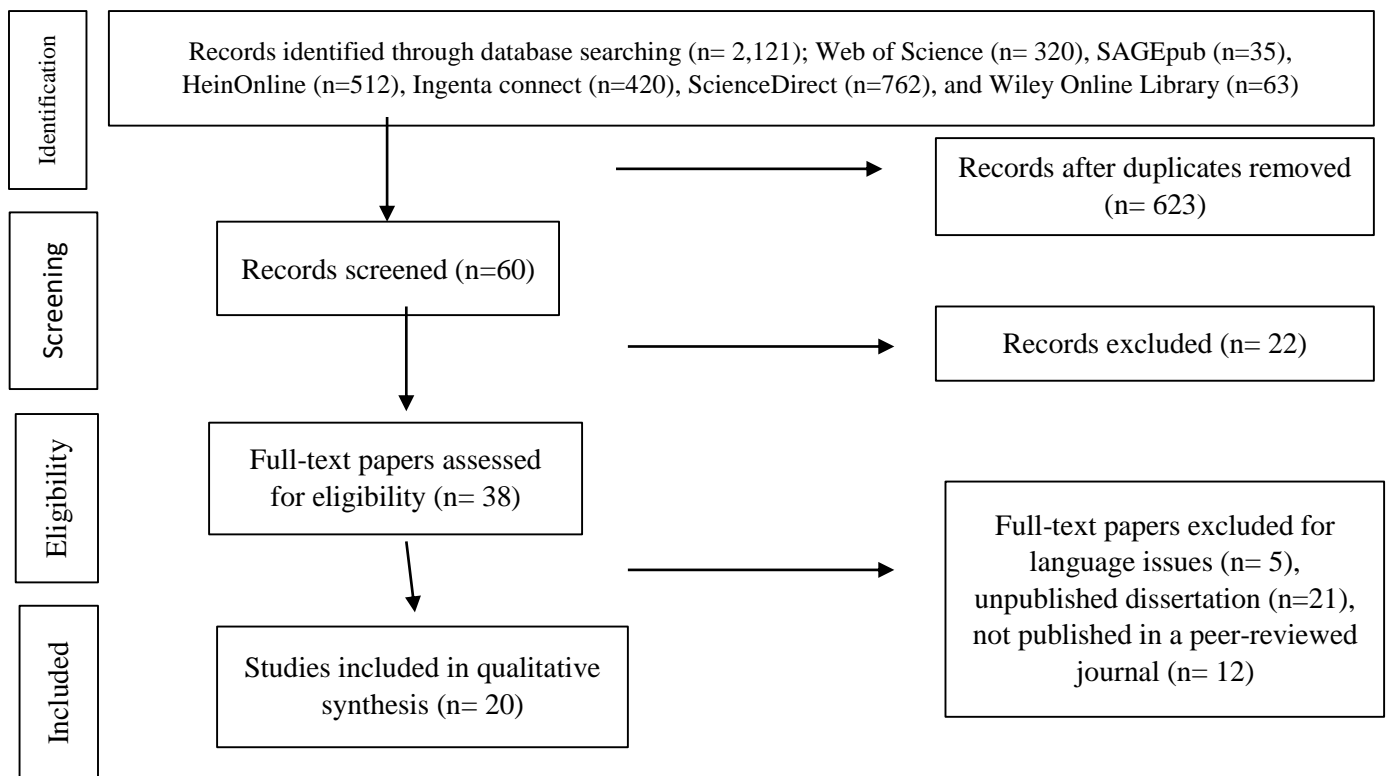 Identification
Records identified through database searching (n= 2,121); Web of Science (n= 320), SAGEpub (n=35),
HeinOnline (n=512), Ingenta connect (n=420), ScienceDirect (n=762), and Wiley Online Library (n=63)
Records after duplicates removed
(n= 623)
Screening
Records screened (n=60)
Records excluded (n= 22)
Eligibility
Full-text papers assessed
for eligibility (n= 38)
Full-text papers excluded for
language issues (n= 5),
unpublished dissertation (n=21),
not published in a peer-reviewed
journal (n= 12)
Included
Studies included in qualitative
synthesis (n= 20)